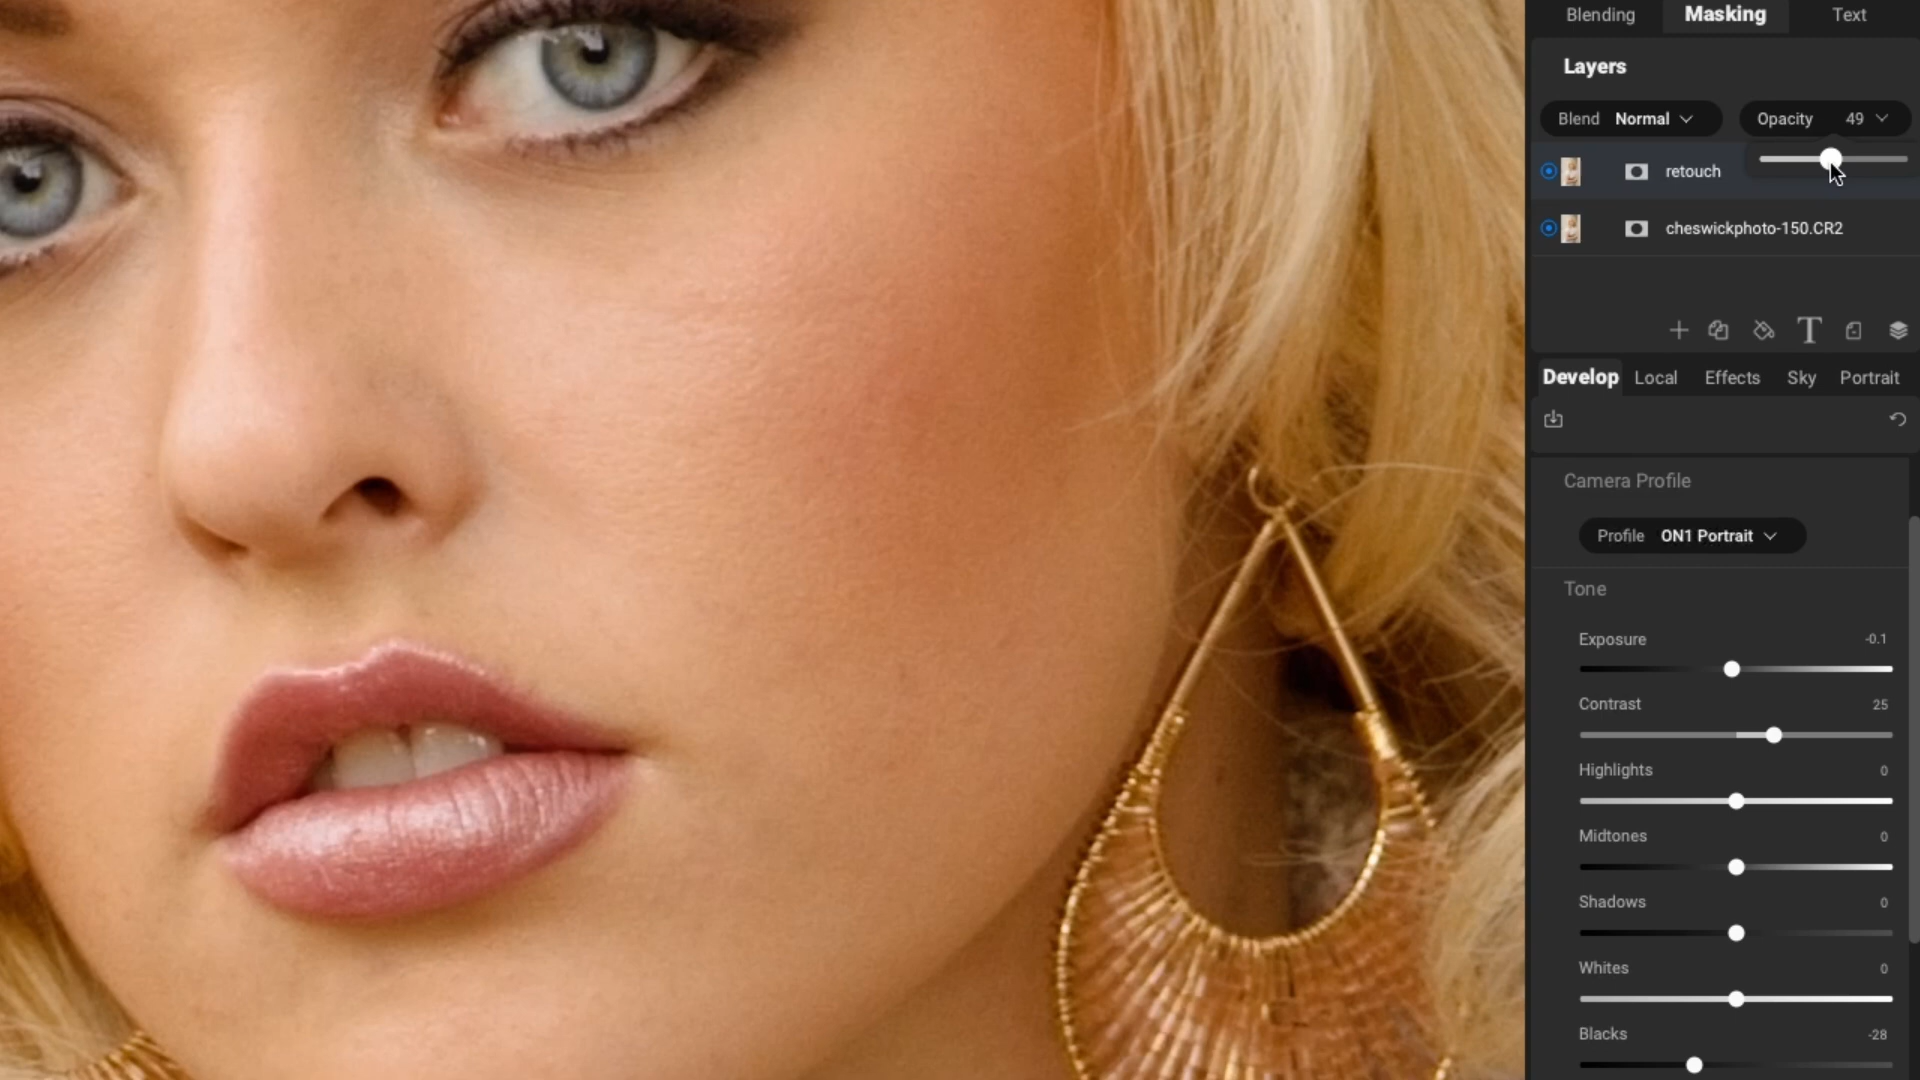 Blending Masking Text
Layers
Blend Normal Opacity 49
retouch
cheswickphoto-150.CR2
T
Develop Local Effects Sky Portrait
Camera Profile
Profile ON1 Portrait
Tone
Exposure -0.1
Contrast 25
Highlights 0
Midtones 0
Shadows 0
Whites 0
Blacks -28